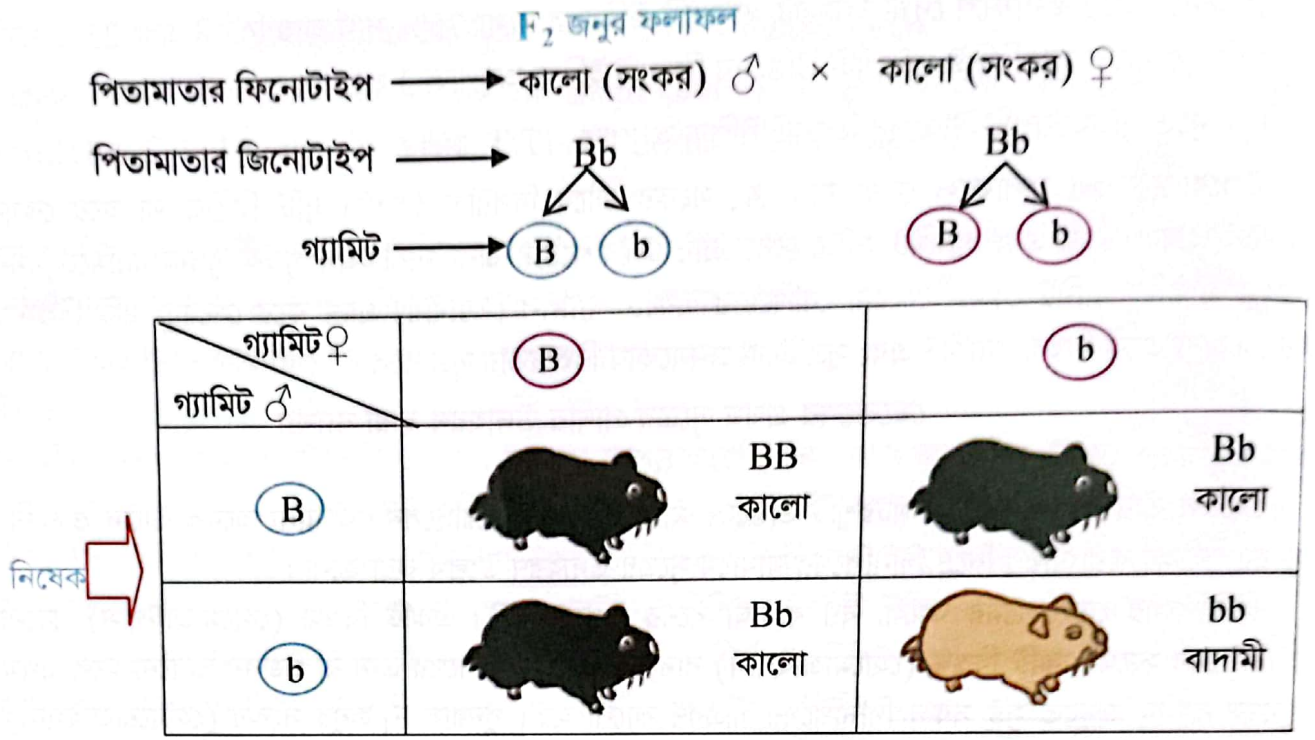 F₂ জনুর ফলাফল
পিতামাতার ফিনোটাইপ কালো (সংকর) ♂ × কালো (সংকর) ♀
পিতামাতার জিনোটাইপ Bb Bb
গ্যামিট B b B b
গ্যামিট♀ B b
গ্যামিট ♂
B BB Bb
কালো কালো
নিষেক
b Bb bb
কালো বাদামী